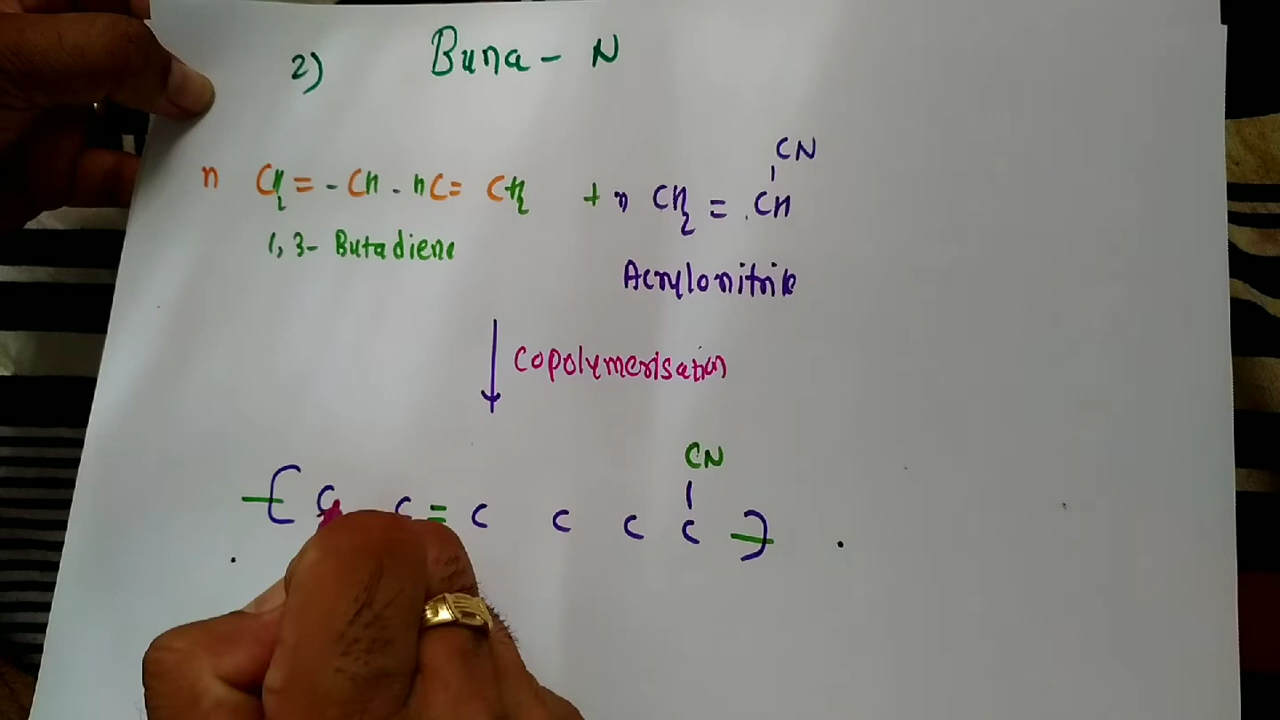 2) Buna - N
CN
n CH2 = - CH - HC = CH2 + n CH2 = CH
1, 3 - Butadiene
Acrylonitrile
Copolymerisation
CN
[ C C = C C C C ]